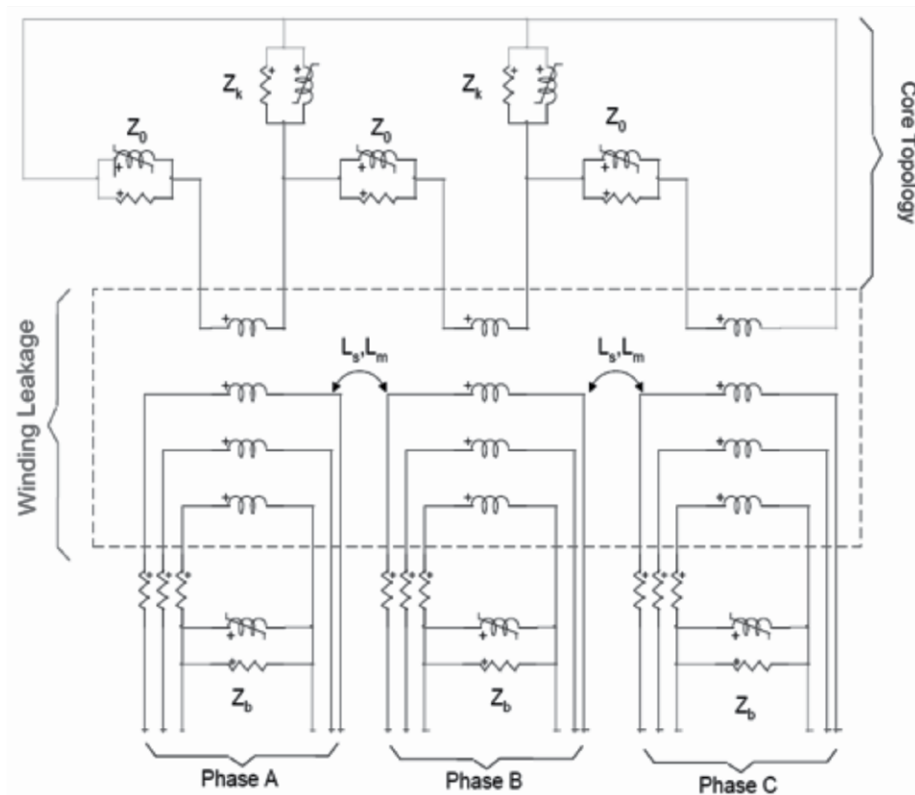 Z_k
Z_k
Z_0
Z_0
Z_0
Core Topology
L_s,L_m
L_s,L_m
Winding Leakage
Z_b
Z_b
Z_b
Phase A
Phase B
Phase C